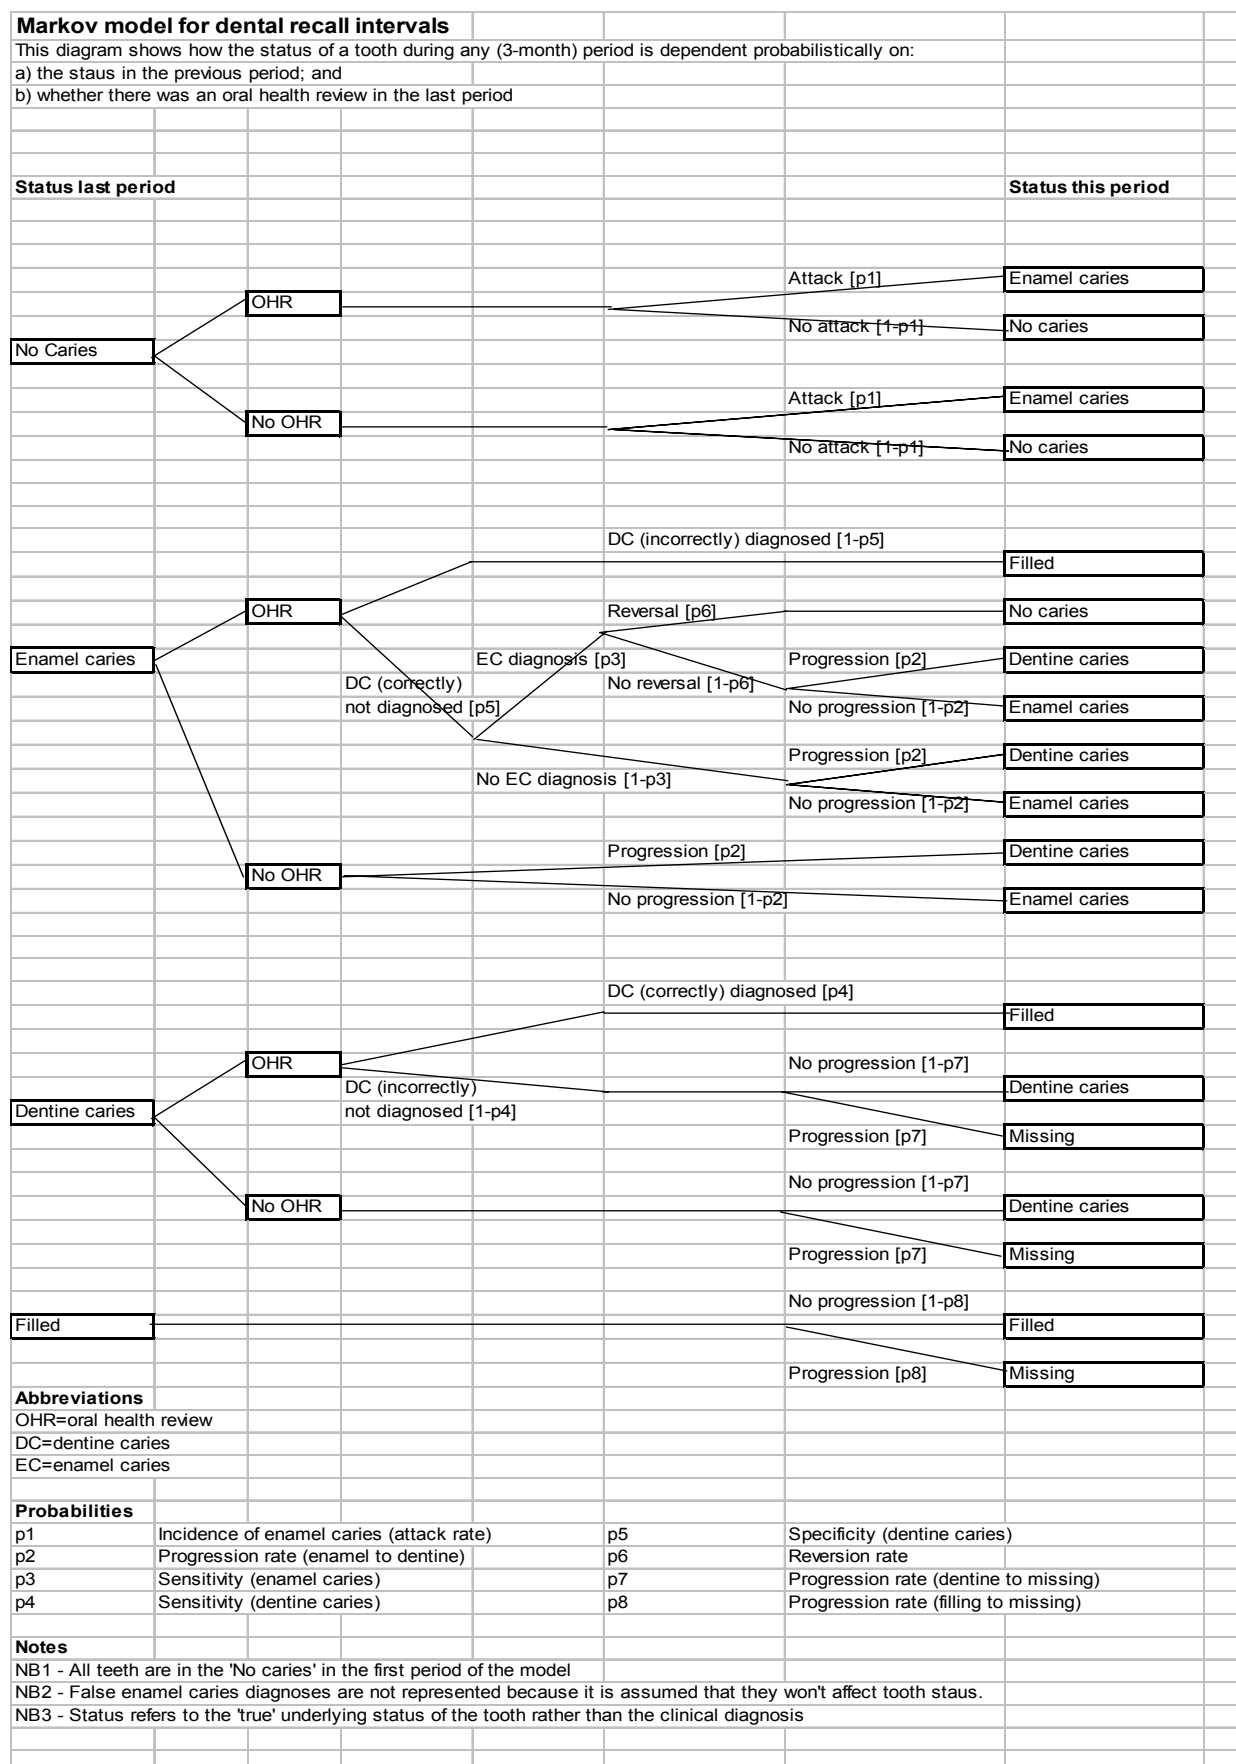 Markov model for dental recall intervals
This diagram shows how the status of a tooth during any (3-month) period is dependent probabilistically on:
a) the staus in the previous period; and
b) whether there was an oral health review in the last period
Status last period
Status this period
Attack [p1]
Enamel caries
OHR
No attack [1-p1]
No caries
No Caries
Attack [p1]
Enamel caries
No OHR
No attack [1-p1]
No caries
DC (incorrectly) diagnosed [1-p5]
Filled
OHR
Reversal [p6]
No caries
Enamel caries
EC diagnosis [p3]
Progression [p2]
Dentine caries
DC (correctly)
No reversal [1-p6]
not diagnosed [p5]
No progression [1-p2]
Enamel caries
Progression [p2]
Dentine caries
No EC diagnosis [1-p3]
No progression [1-p2]
Enamel caries
Progression [p2]
Dentine caries
No OHR
No progression [1-p2]
Enamel caries
DC (correctly) diagnosed [p4]
Filled
OHR
No progression [1-p7]
DC (incorrectly)
Dentine caries
Dentine caries
not diagnosed [1-p4]
Progression [p7]
Missing
No progression [1-p7]
No OHR
Dentine caries
Progression [p7]
Missing
No progression [1-p8]
Filled
Filled
Progression [p8]
Missing
Abbreviations
OHR=oral health review
DC=dentine caries
EC=enamel caries
Probabilities
p1 Incidence of enamel caries (attack rate) p5 Specificity (dentine caries)
p2 Progression rate (enamel to dentine) p6 Reversion rate
p3 Sensitivity (enamel caries) p7 Progression rate (dentine to missing)
p4 Sensitivity (dentine caries) p8 Progression rate (filling to missing)
Notes
NB1 - All teeth are in the 'No caries' in the first period of the model
NB2 - False enamel caries diagnoses are not represented because it is assumed that they won't affect tooth staus.
NB3 - Status refers to the 'true' underlying status of the tooth rather than the clinical diagnosis